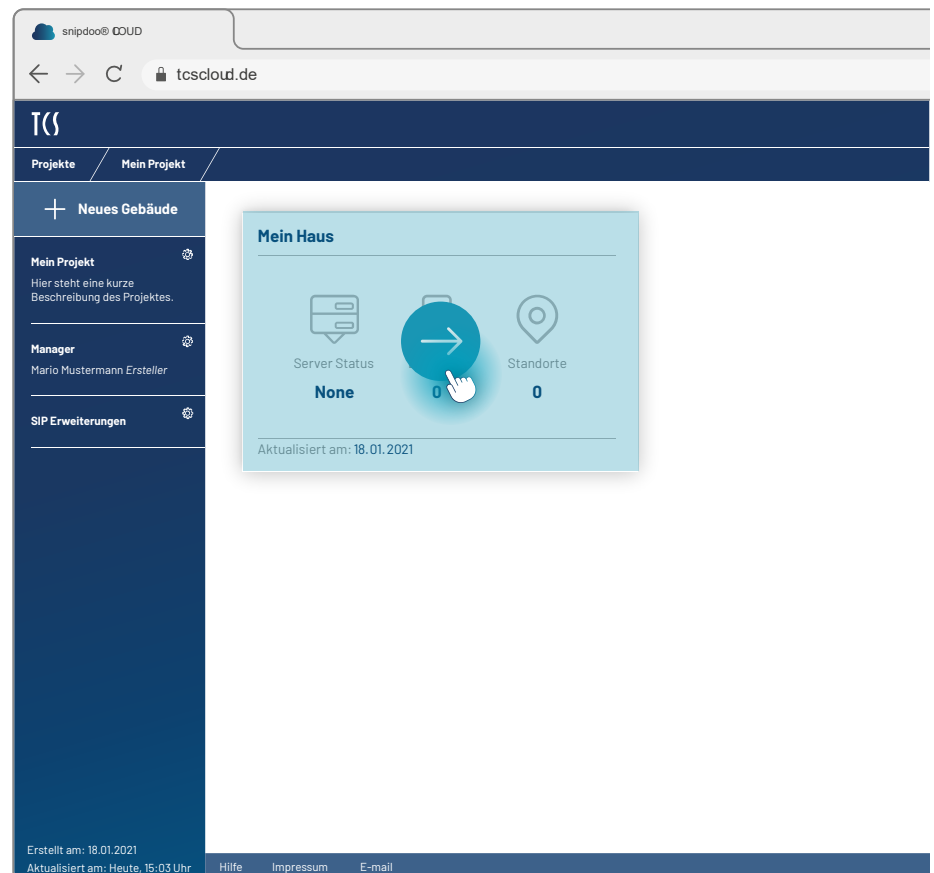 snipdoo® CLOUD
tcscloud.de
TCS
Projekte
Mein Projekt
Neues Gebäude
Mein Projekt
Hier steht eine kurze
Beschreibung des Projektes.
Manager
Mario Mustermann Ersteller
SIP Erweiterungen
Erstellt am: 18.01.2021
Aktualisiert am: Heute, 15:03 Uhr
Mein Haus
Server Status
Standorte
None
0
0
Aktualisiert am: 18.01.2021
Hilfe
Impressum
E-mail